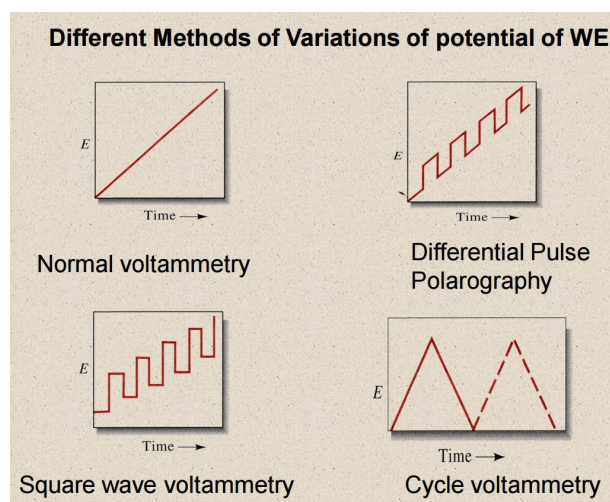 Different Methods of Variations of potential of WE
E
Time →
Normal voltammetry
E
Time →
Differential Pulse
Polarography
E
Time →
Square wave voltammetry
E
Time →
Cycle voltammetry